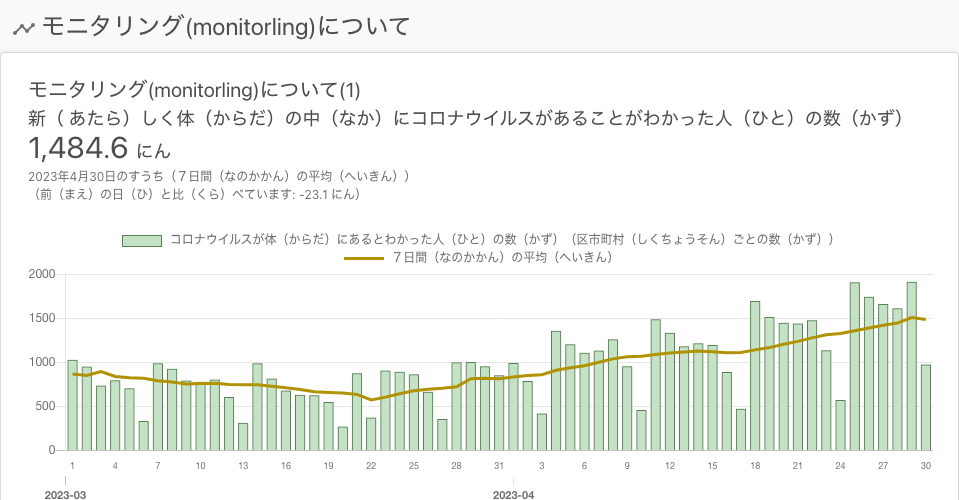 モニタリング(monitorling)について
モニタリング(monitorling)について(1)
新（ あたら）しく体（からだ）の中（なか）にコロナウイルスがあることがわかった人（ひと）の数（かず）
1,484.6 にん
2023年4月30日のすうち（７日間（なのかかん）の平均（へいきん））
（前（まえ）の日（ひ）と比（くら）べています: -23.1 にん）
コロナウイルスが体（からだ）にあるとわかった人（ひと）の数（かず）（区市町村（しくちょうそん）ごとの数（かず））
７日間（なのかかん）の平均（へいきん）
2000
1500
1000
500
0
1 4 7 10 13 16 19 22 25 28 31 3 6 9 12 15 18 21 24 27 30
2023-03 2023-04